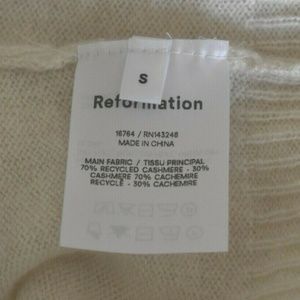 S
Reformation
16764 / RN143248
MADE IN CHINA
MAIN FABRIC / TISSU PRINCIPAL
70% RECYCLED CASHMERE - 30%
CASHMERE 70% CACHEMIRE
RECYCLE - 30% CACHEMIRE